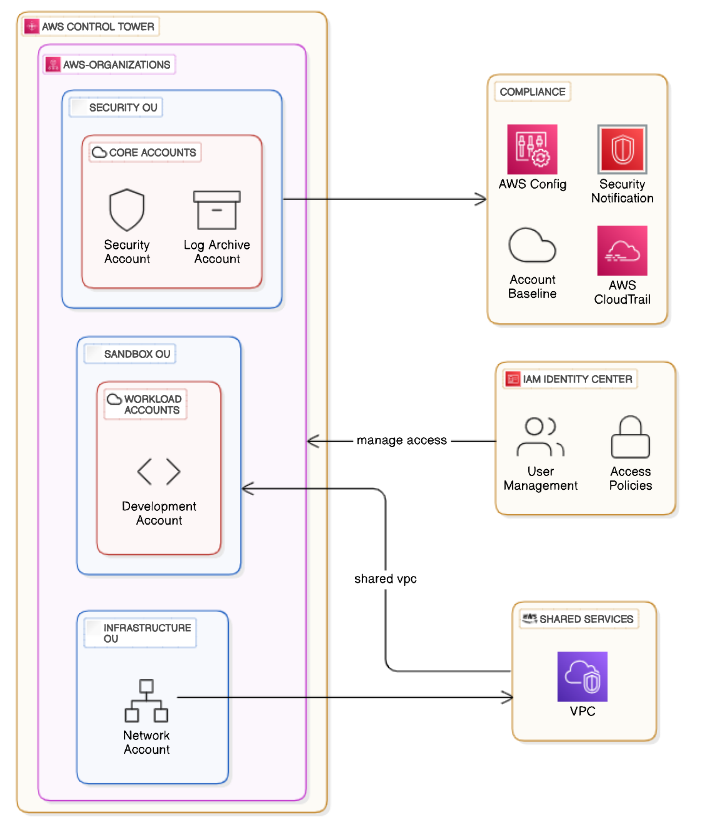 AWS CONTROL TOWER
AWS-ORGANIZATIONS
SECURITY OU
CORE ACCOUNTS
Security
Account
Log Archive
Account
SANDBOX OU
WORKLOAD
ACCOUNTS
Development
Account
INFRASTRUCTURE
OU
Network
Account
COMPLIANCE
AWS Config
Security
Notification
Account
Baseline
AWS
CloudTrail
IAM IDENTITY CENTER
User
Management
Access
Policies
manage access
shared vpc
aws
SHARED SERVICES
VPC